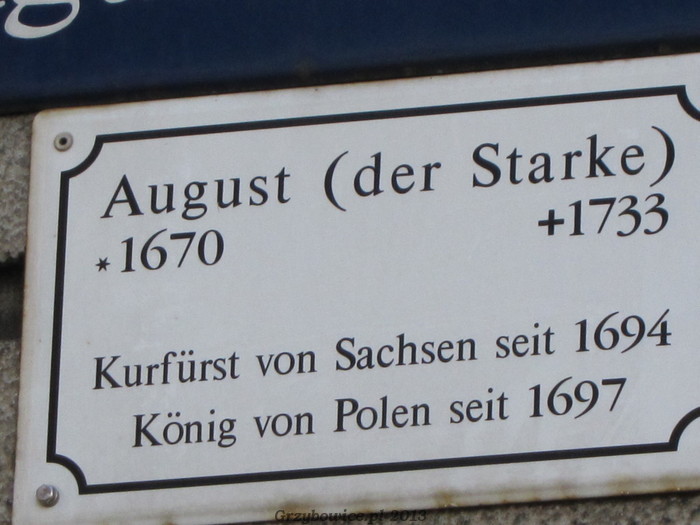 August (der Starke)
*1670 +1733
Kurfürst von Sachsen seit 1694
König von Polen seit 1697
Grzybowice.pl 2013